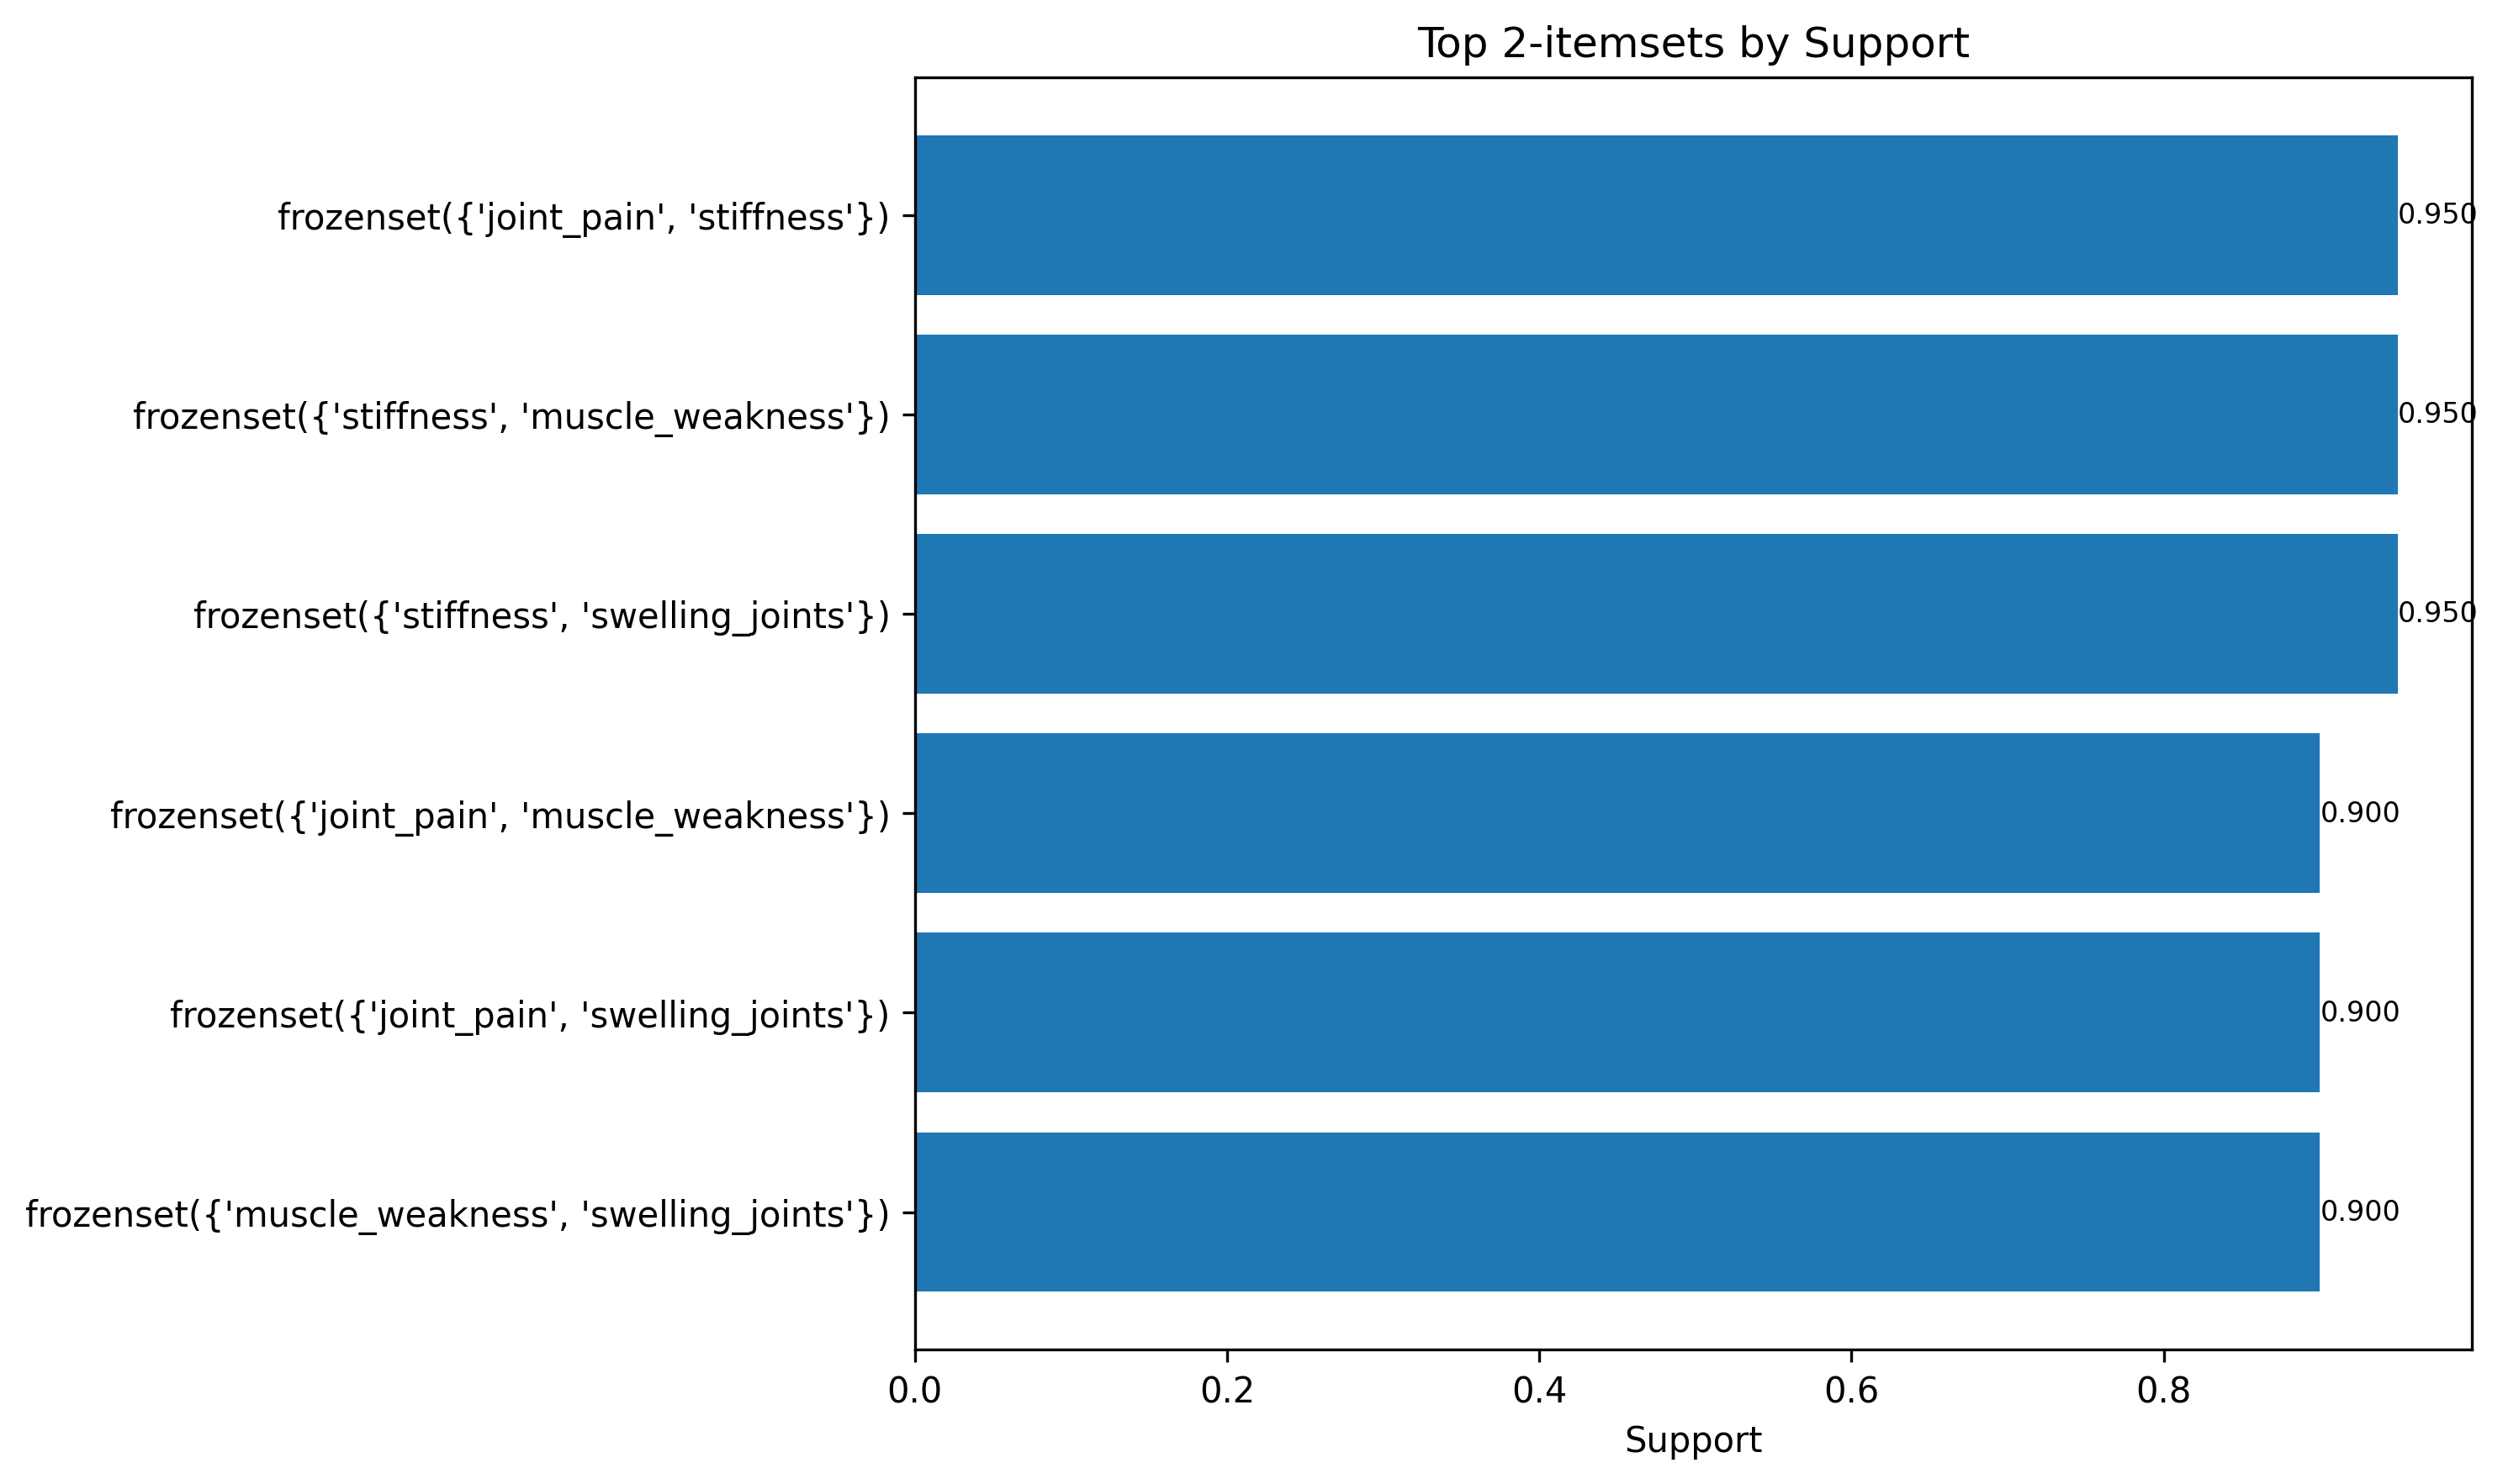 Top 2-itemsets by Support
frozenset({'joint_pain', 'stiffness'})
0.950
frozenset({'stiffness', 'muscle_weakness'})
0.950
frozenset({'stiffness', 'swelling_joints'})
0.950
frozenset({'joint_pain', 'muscle_weakness'})
0.900
frozenset({'joint_pain', 'swelling_joints'})
0.900
frozenset({'muscle_weakness', 'swelling_joints'})
0.900
0.0 0.2 0.4 0.6 0.8
Support